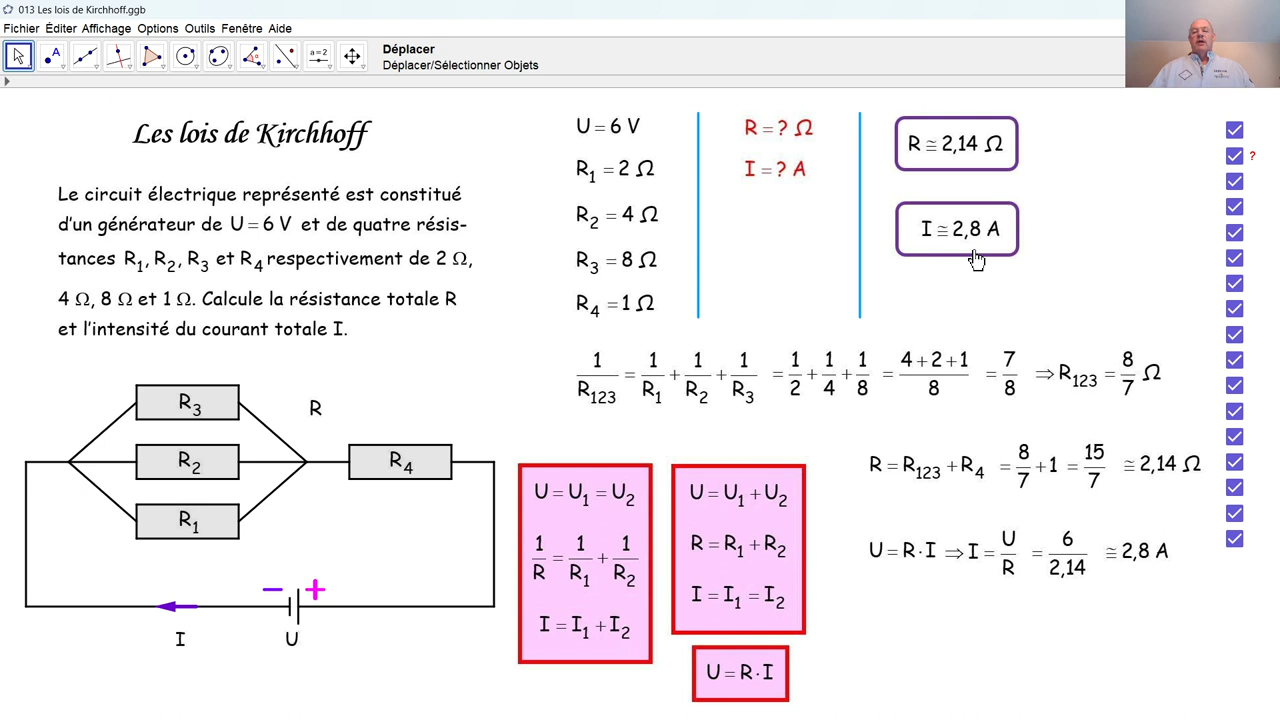 013 Les lois de Kirchhoff.ggb
Fichier Éditer Affichage Options Outils Fenêtre Aide
A
a=2
Déplacer
Déplacer/Sélectionner Objets
Les lois de Kirchhoff
Le circuit électrique représenté est constitué
d'un générateur de U = 6 V et de quatre résis-
tances R₁, R₂, R₃ et R₄ respectivement de 2 Ω,
4 Ω, 8 Ω et 1 Ω. Calcule la résistance totale R
et l'intensité du courant totale I.
U = 6 V
R₁ = 2 Ω
R₂ = 4 Ω
R₃ = 8 Ω
R₄ = 1 Ω
R = ? Ω
I = ? A
R ≅ 2,14 Ω
I ≅ 2,8 A
?
1/R₁₂₃ = 1/R₁ + 1/R₂ + 1/R₃ = 1/2 + 1/4 + 1/8 = (4+2+1)/8 = 7/8 ⇒ R₁₂₃ = 8/7 Ω
R = R₁₂₃ + R₄ = 8/7 + 1 = 15/7 ≅ 2,14 Ω
U = R·I ⇒ I = U/R = 6/2,14 ≅ 2,8 A
R₃
R
R₂
R₄
R₁
− +
I
U
U = U₁ = U₂
1/R = 1/R₁ + 1/R₂
I = I₁ + I₂
U = U₁ + U₂
R = R₁ + R₂
I = I₁ = I₂
U = R·I